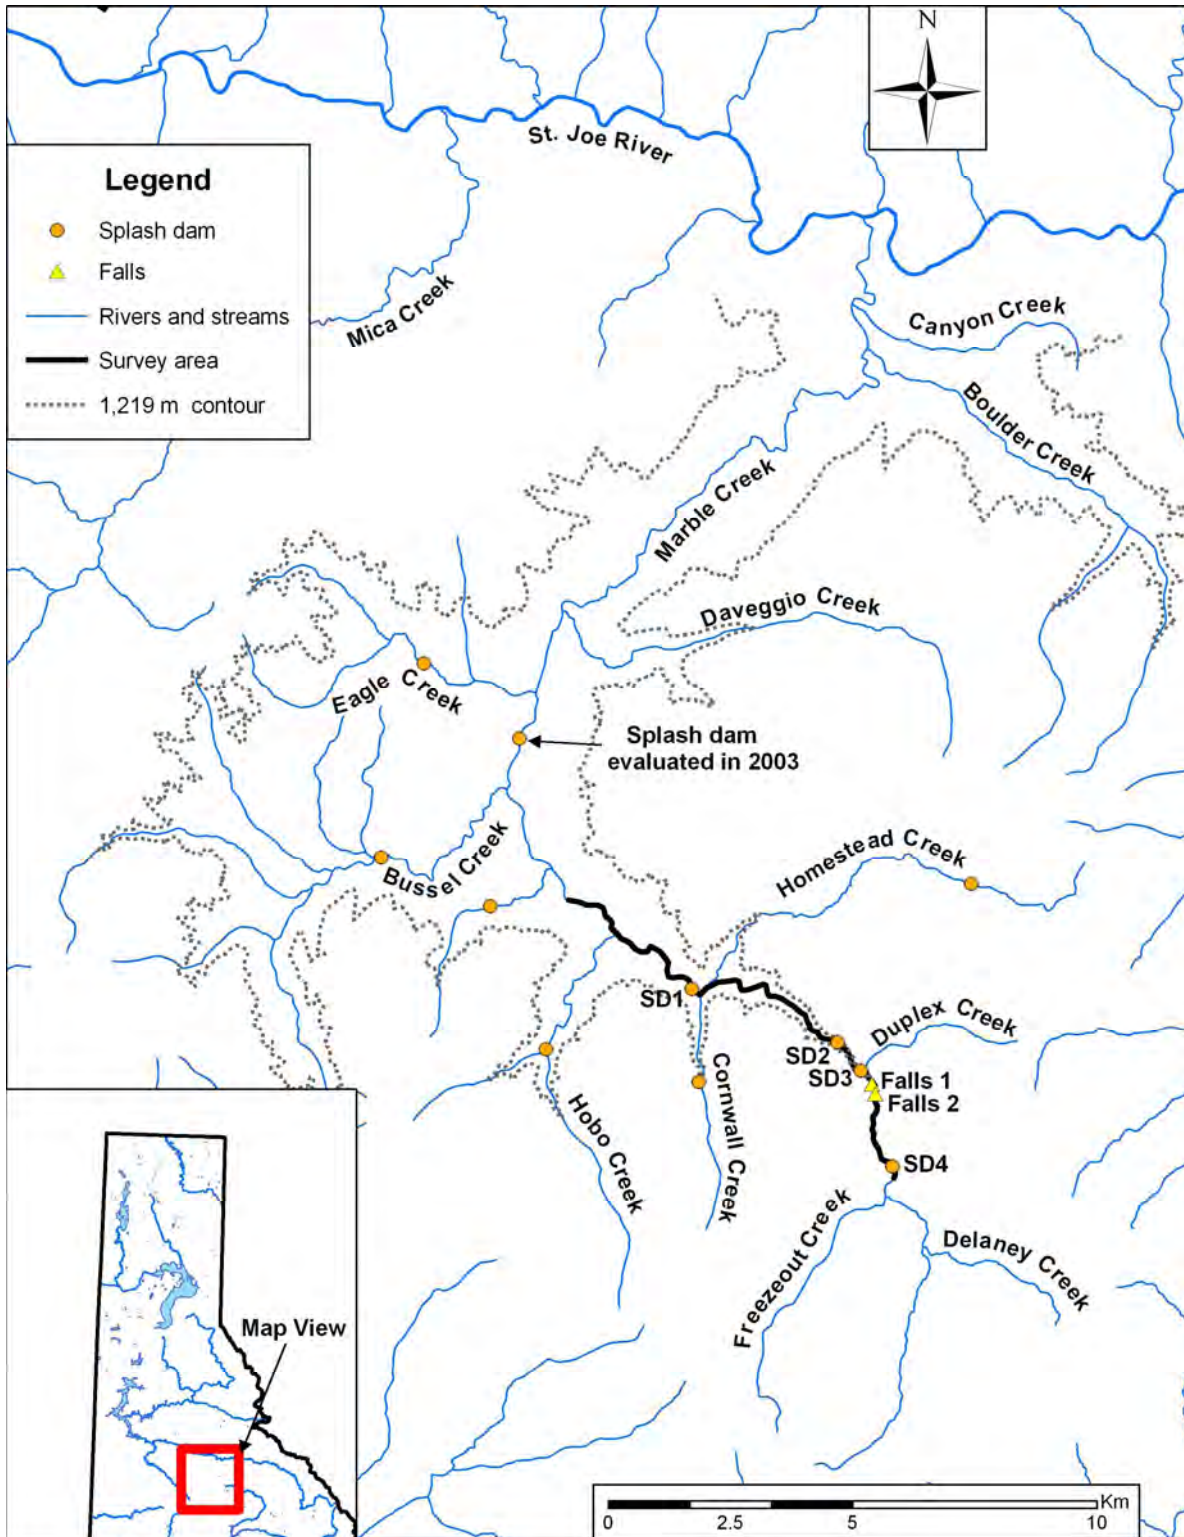 N
St. Joe River
Legend
Splash dam
Falls
Rivers and streams
Survey area
1,219 m contour
Mica Creek
Canyon Creek
Boulder Creek
Marble Creek
Daveggio Creek
Eagle Creek
Splash dam
evaluated in 2003
Bussel Creek
Homestead Creek
SD1
SD2
Duplex Creek
SD3
Falls 1
Falls 2
Hobo Creek
Cornwall Creek
SD4
Freezeout Creek
Delaney Creek
Map View
Km
0 2.5 5 10